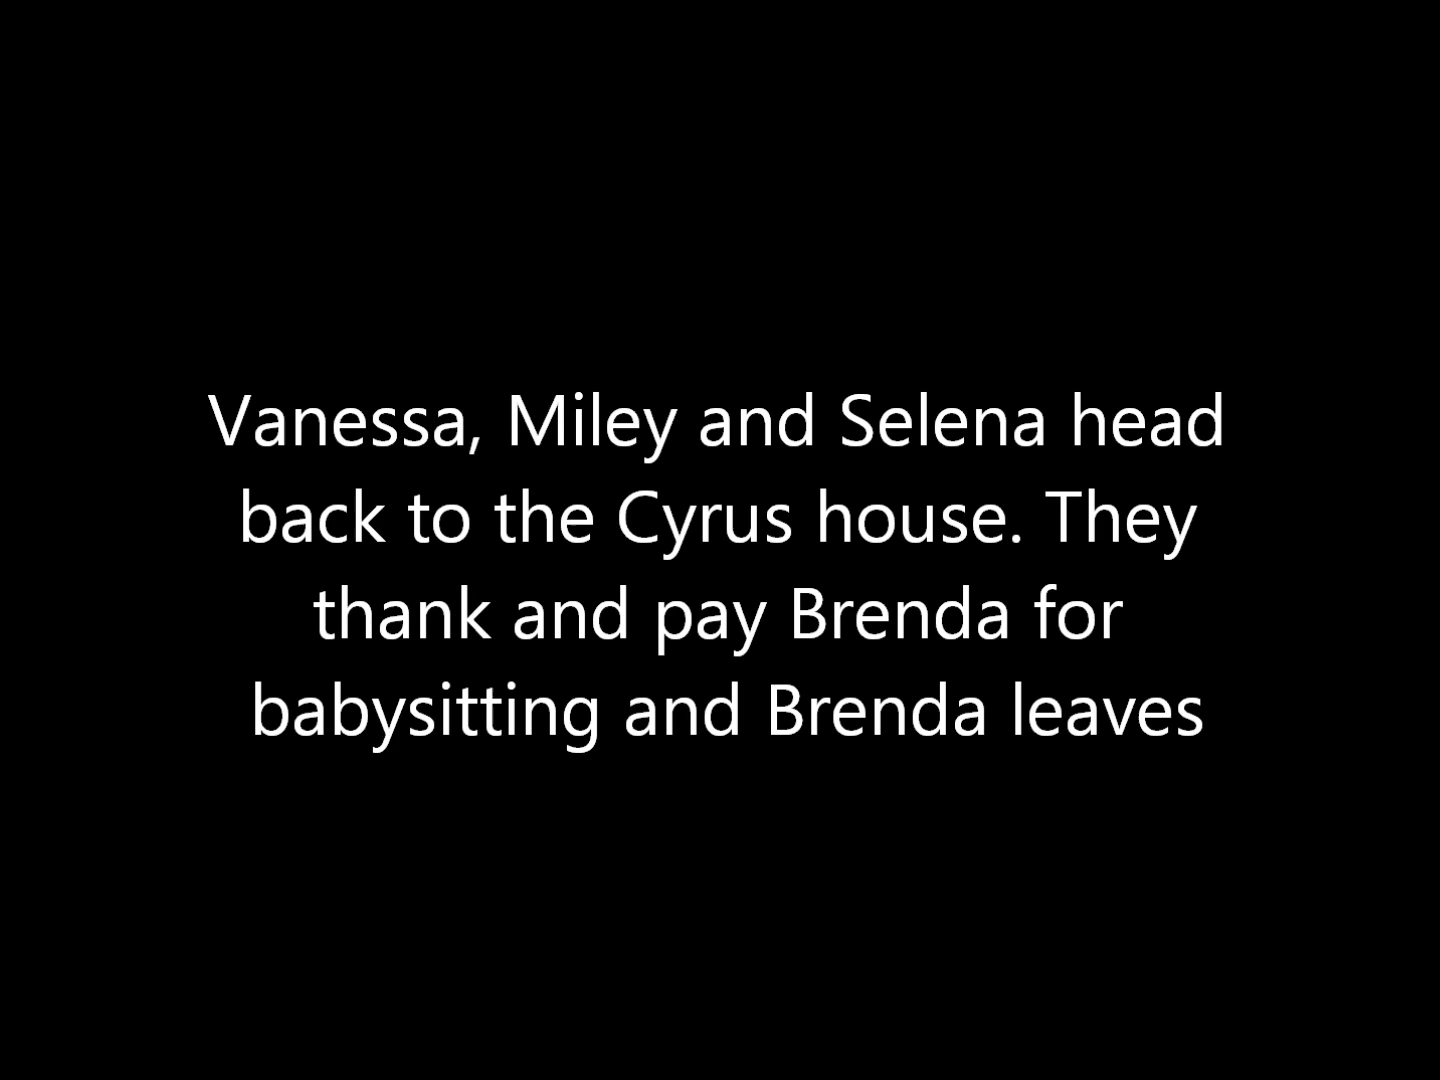 Vanessa, Miley and Selena head
back to the Cyrus house. They
thank and pay Brenda for
babysitting and Brenda leaves